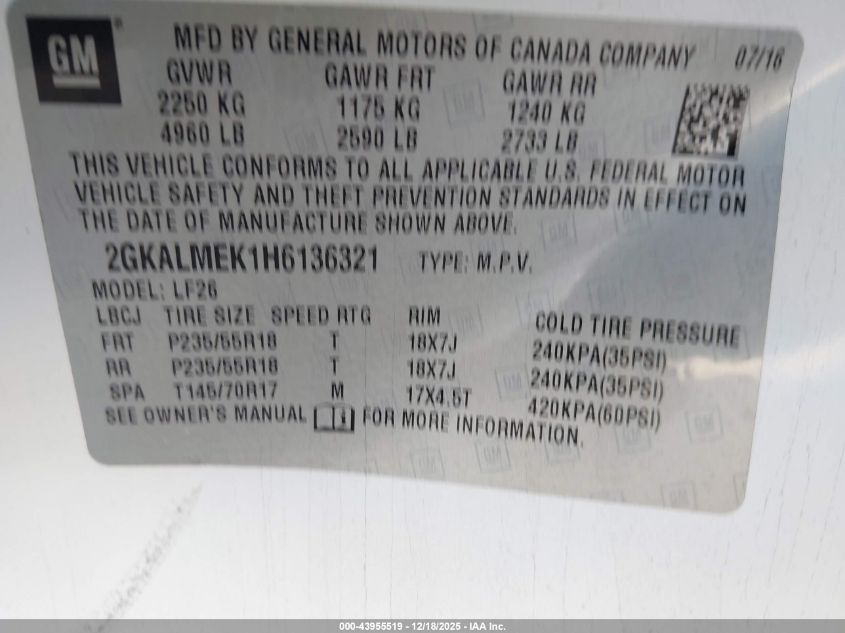 GM ®
MFD BY GENERAL MOTORS OF CANADA COMPANY 07/16
GVWR GAWR FRT GAWR RR
2250 KG 1175 KG 1240 KG
4960 LB 2590 LB 2733 LB
THIS VEHICLE CONFORMS TO ALL APPLICABLE U.S. FEDERAL MOTOR
VEHICLE SAFETY AND THEFT PREVENTION STANDARDS IN EFFECT ON
THE DATE OF MANUFACTURE SHOWN ABOVE.
2GKALMEK1H6136321 TYPE: M.P.V.
MODEL: LF26
LBCJ TIRE SIZE SPEED RTG RIM COLD TIRE PRESSURE
FRT P235/55R18 T 18X7J 240KPA(35PSI)
RR P235/55R18 T 18X7J 240KPA(35PSI)
SPA T145/70R17 M 17X4.5T 420KPA(60PSI)
SEE OWNER'S MANUAL FOR MORE INFORMATION.
000-43955519 - 12/18/2025 - IAA Inc.